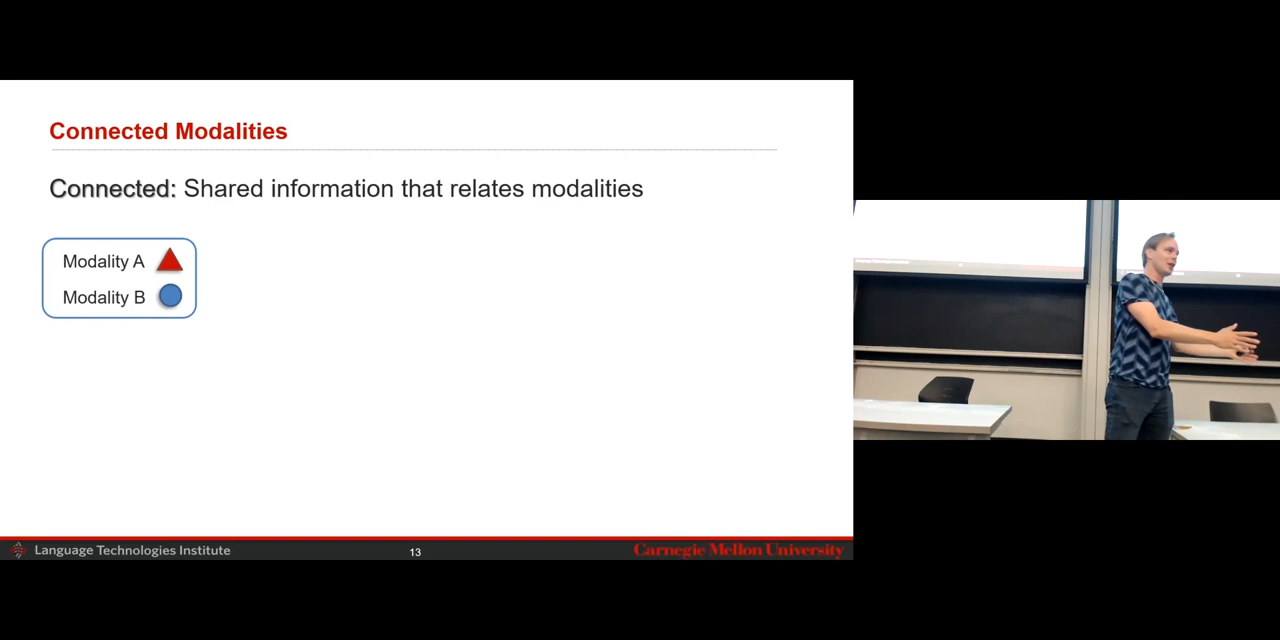 Connected Modalities
Connected: Shared information that relates modalities
Modality A
Modality B
Language Technologies Institute
13
Carnegie Mellon University